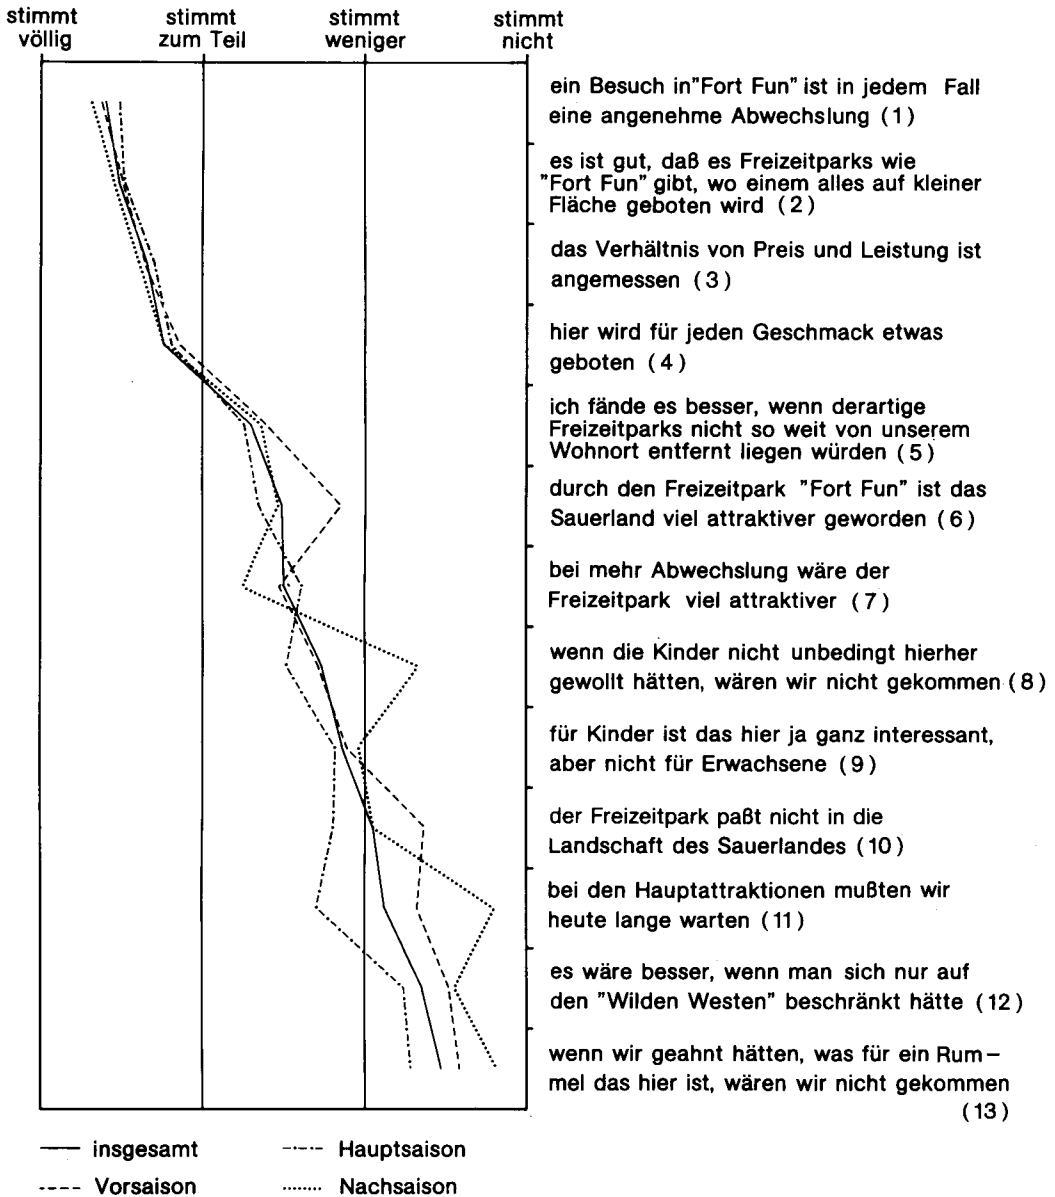 stimmt völlig
stimmt zum Teil
stimmt weniger
stimmt nicht
ein Besuch in"Fort Fun" ist in jedem Fall
eine angenehme Abwechslung (1)
es ist gut, daß es Freizeitparks wie
"Fort Fun" gibt, wo einem alles auf kleiner
Fläche geboten wird (2)
das Verhältnis von Preis und Leistung ist
angemessen (3)
hier wird für jeden Geschmack etwas
geboten (4)
ich fände es besser, wenn derartige
Freizeitparks nicht so weit von unserem
Wohnort entfernt liegen würden (5)
durch den Freizeitpark "Fort Fun" ist das
Sauerland viel attraktiver geworden (6)
bei mehr Abwechslung wäre der
Freizeitpark viel attraktiver (7)
wenn die Kinder nicht unbedingt hierher
gewollt hätten, wären wir nicht gekommen (8)
für Kinder ist das hier ja ganz interessant,
aber nicht für Erwachsene (9)
der Freizeitpark paßt nicht in die
Landschaft des Sauerlandes (10)
bei den Hauptattraktionen mußten wir
heute lange warten (11)
es wäre besser, wenn man sich nur auf
den "Wilden Westen" beschränkt hätte (12)
wenn wir geahnt hätten, was für ein Rum–
mel das hier ist, wären wir nicht gekommen
(13)
insgesamt
Hauptsaison
Vorsaison
Nachsaison